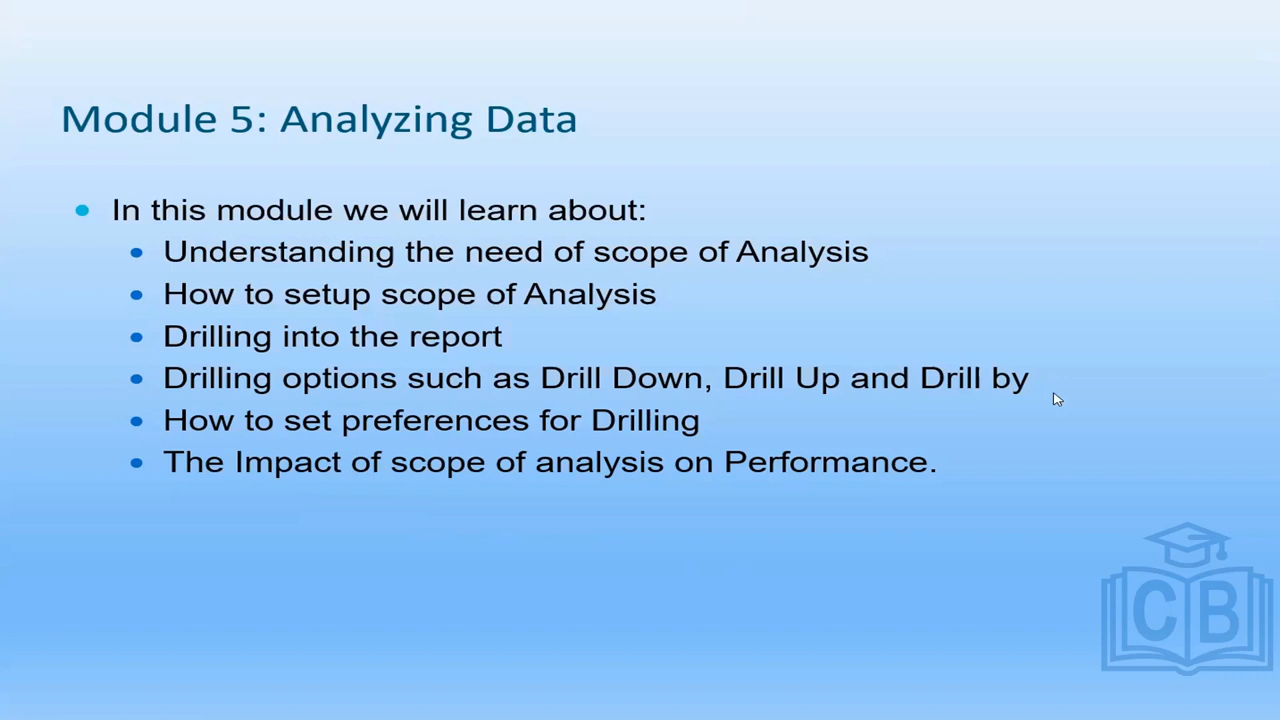 Module 5: Analyzing Data
In this module we will learn about:
Understanding the need of scope of Analysis
How to setup scope of Analysis
Drilling into the report
Drilling options such as Drill Down, Drill Up and Drill by
How to set preferences for Drilling
The Impact of scope of analysis on Performance.
CB